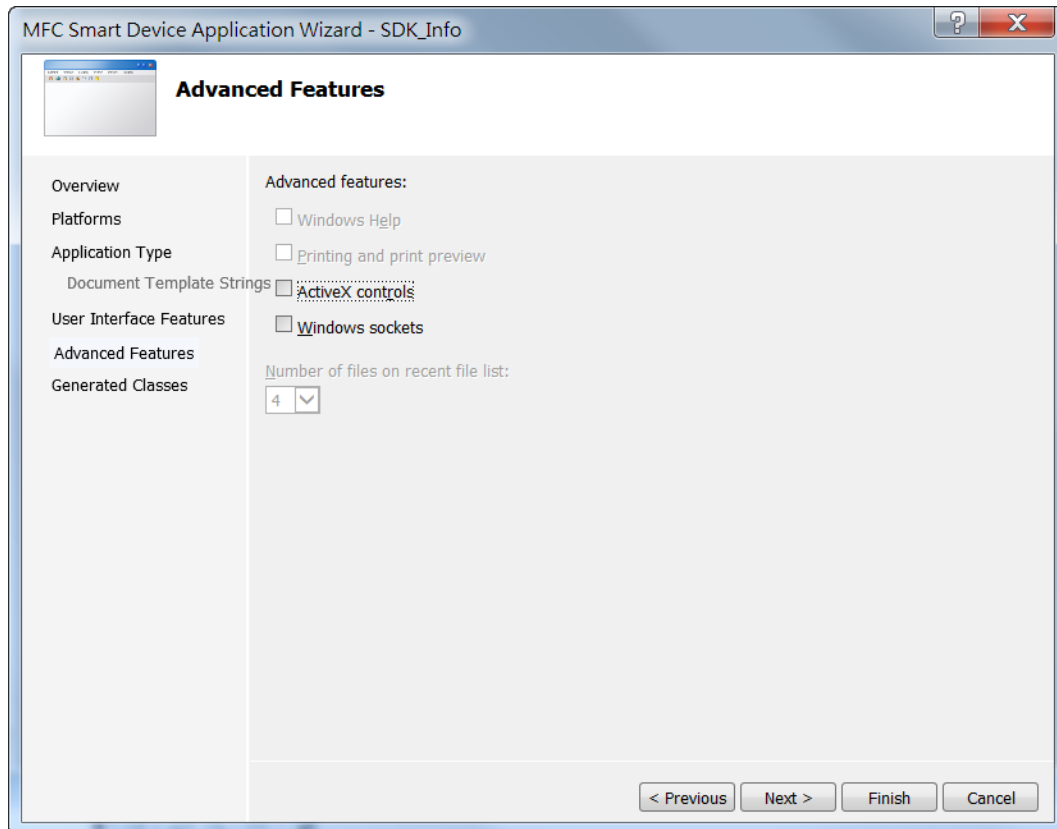 MFC Smart Device Application Wizard - SDK_Info
Advanced Features
Overview
Platforms
Application Type
Document Template Strings
User Interface Features
Advanced Features
Generated Classes
Advanced features:
Windows Help
Printing and print preview
ActiveX controls
Windows sockets
Number of files on recent file list:
4
< Previous
Next >
Finish
Cancel